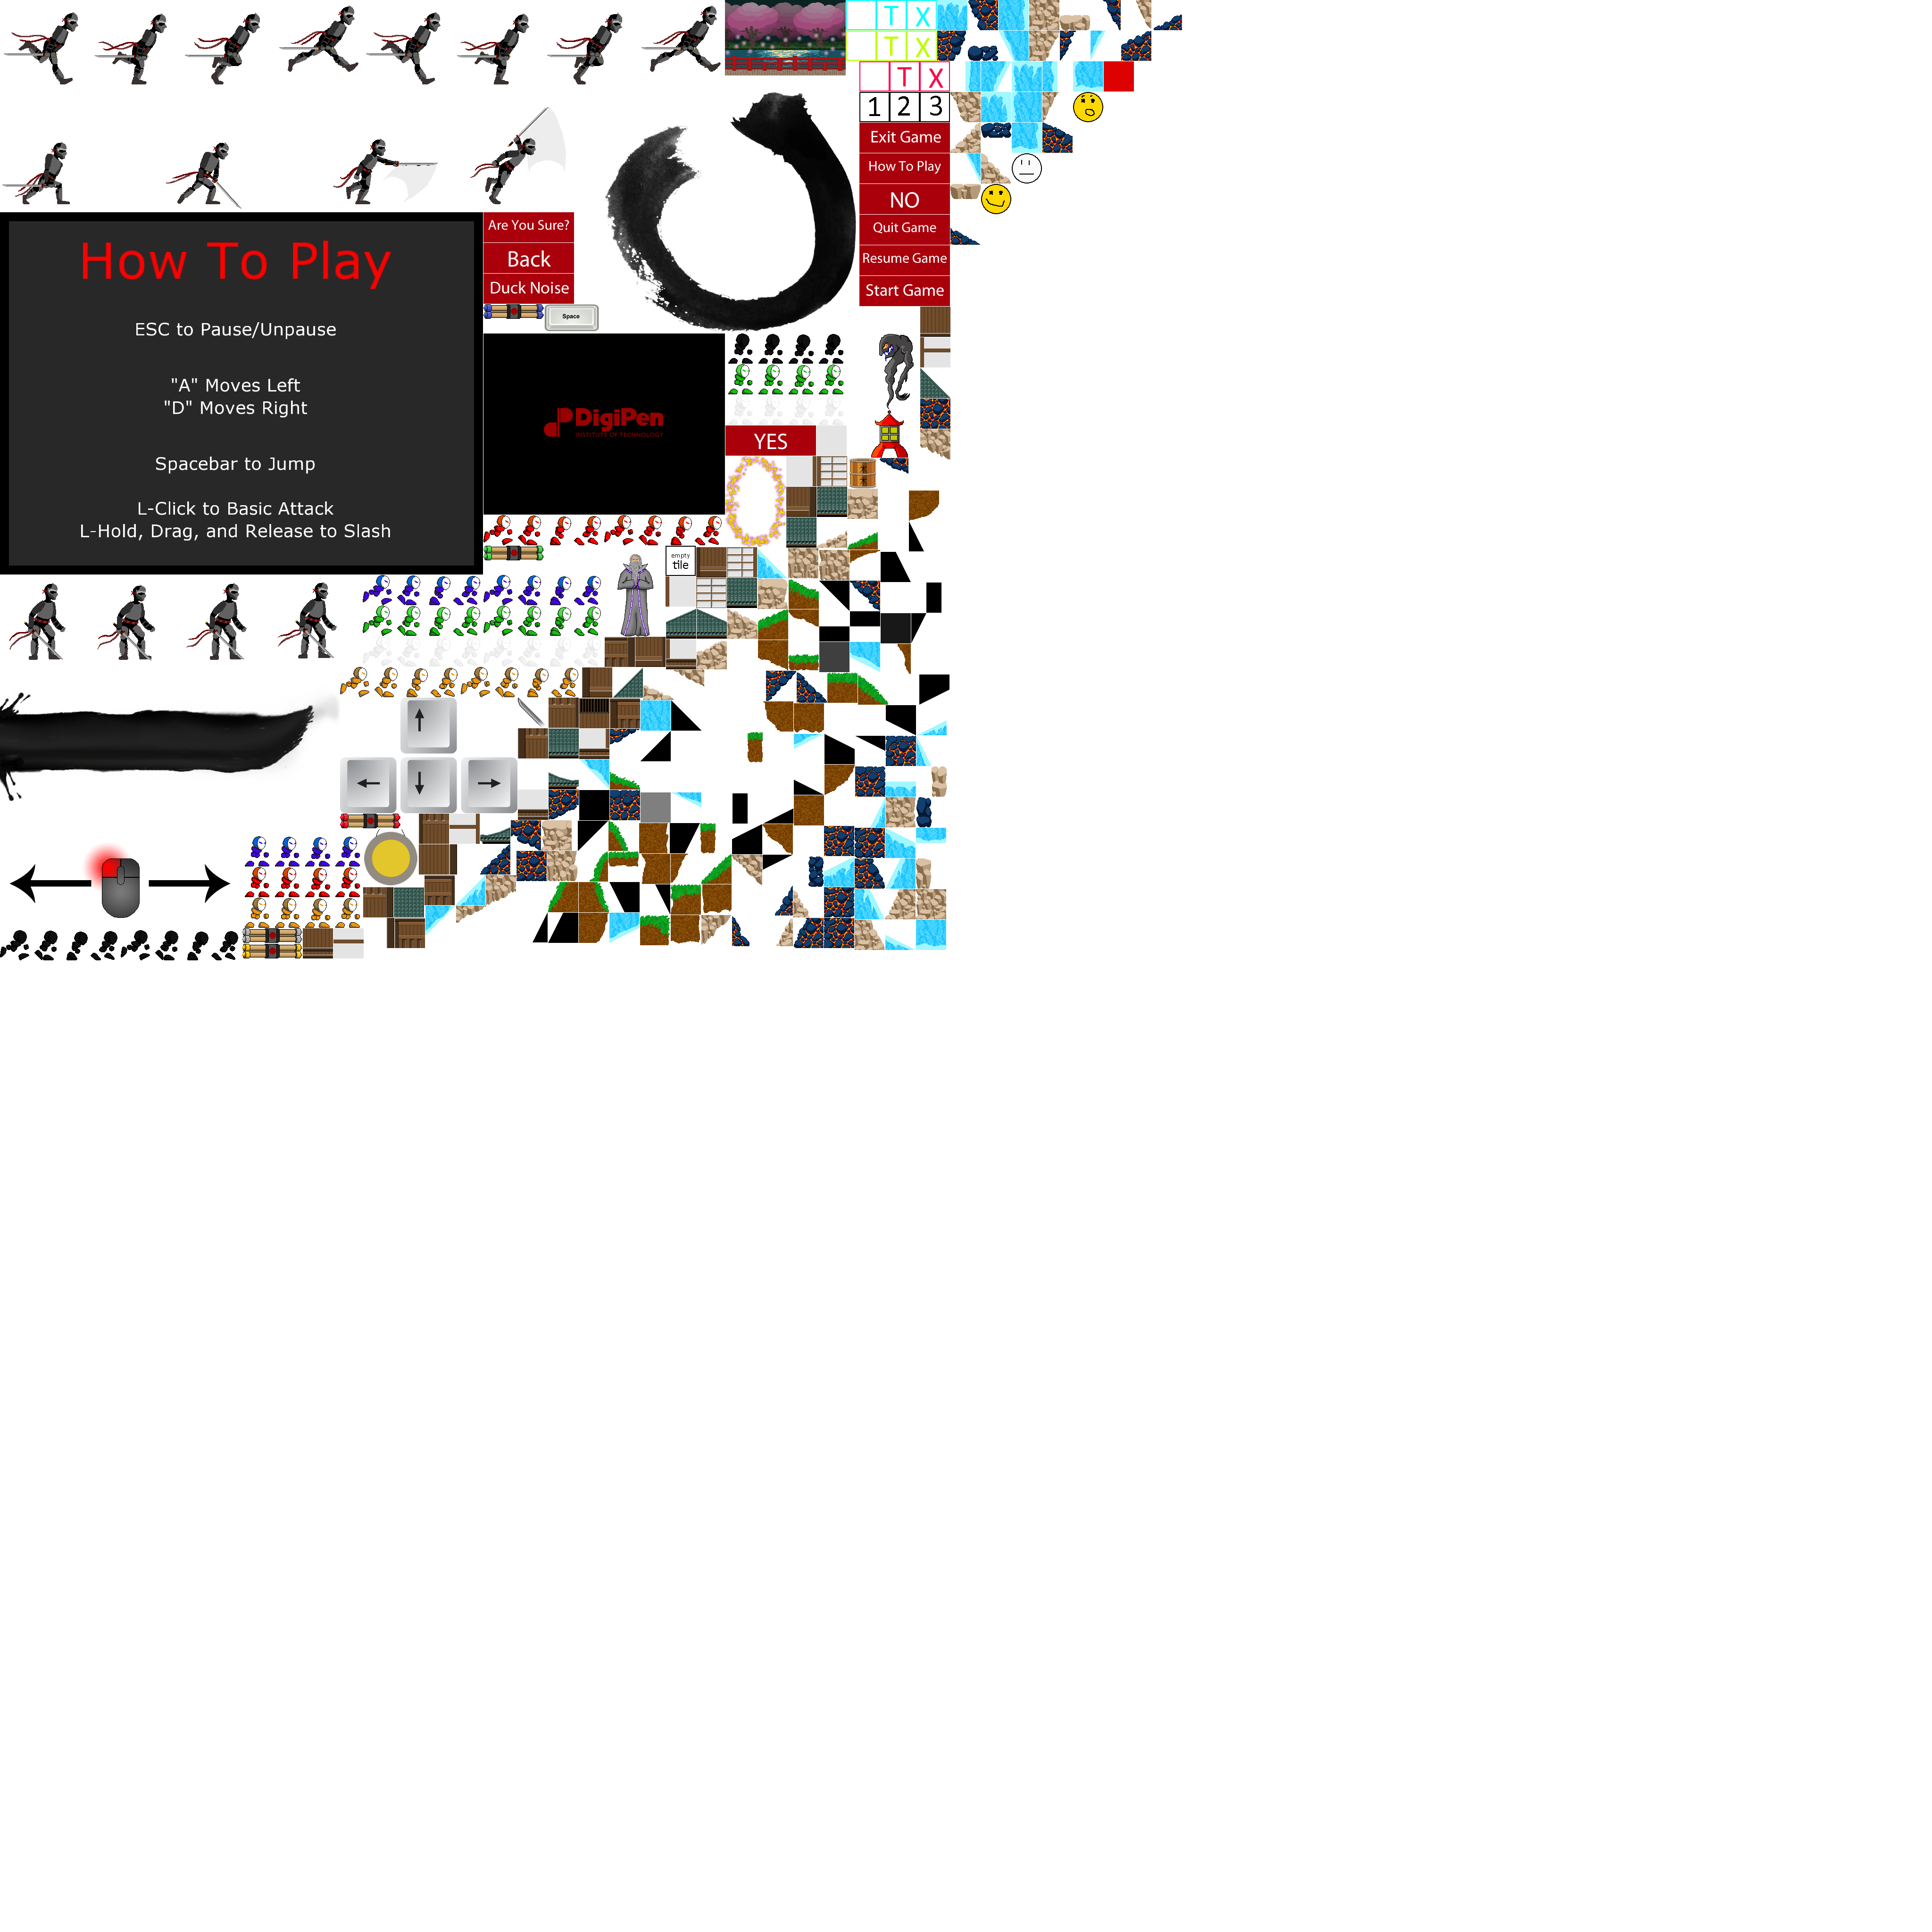 T X
T X
T X
1 2 3
Exit Game
How To Play
NO
Quit Game
Resume Game
Start Game
How To Play
ESC to Pause/Unpause
"A" Moves Left
"D" Moves Right
Spacebar to Jump
L-Click to Basic Attack
L-Hold, Drag, and Release to Slash
Are You Sure?
Back
Duck Noise
Space
DigiPen
INSTITUTE OF TECHNOLOGY
YES
empty
tile